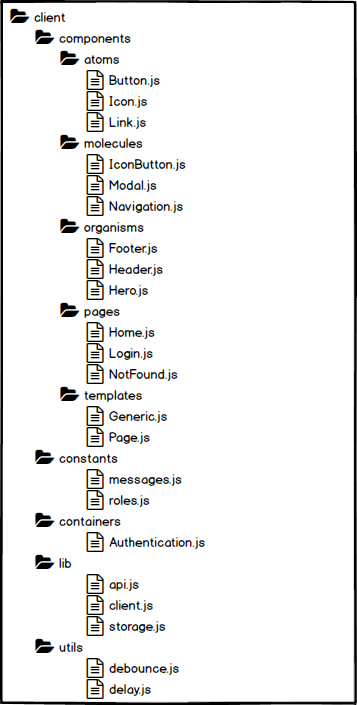 client
components
atoms
Button.js
Icon.js
Link.js
molecules
IconButton.js
Modal.js
Navigation.js
organisms
Footer.js
Header.js
Hero.js
pages
Home.js
Login.js
NotFound.js
templates
Generic.js
Page.js
constants
messages.js
roles.js
containers
Authentication.js
lib
api.js
client.js
storage.js
utils
debounce.js
delay.js